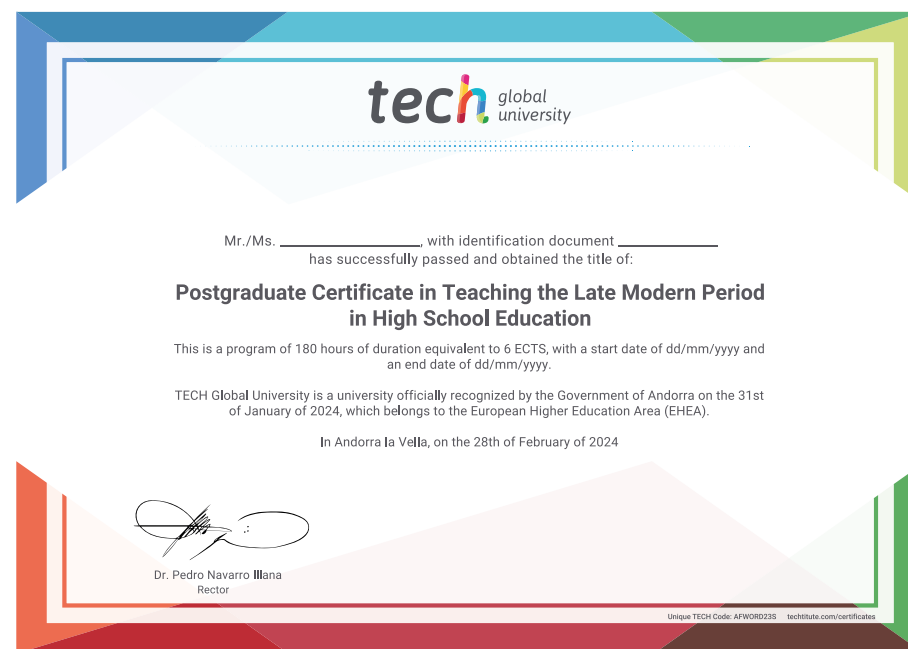 tech global university
Mr./Ms. ________________, with identification document ____________
has successfully passed and obtained the title of:
Postgraduate Certificate in Teaching the Late Modern Period
in High School Education
This is a program of 180 hours of duration equivalent to 6 ECTS, with a start date of dd/mm/yyyy and
an end date of dd/mm/yyyy.
TECH Global University is a university officially recognized by the Government of Andorra on the 31st
of January of 2024, which belongs to the European Higher Education Area (EHEA).
In Andorra la Vella, on the 28th of February of 2024
Dr. Pedro Navarro Illana
Rector
Unique TECH Code: AFWORD23S techtitute.com/certificates